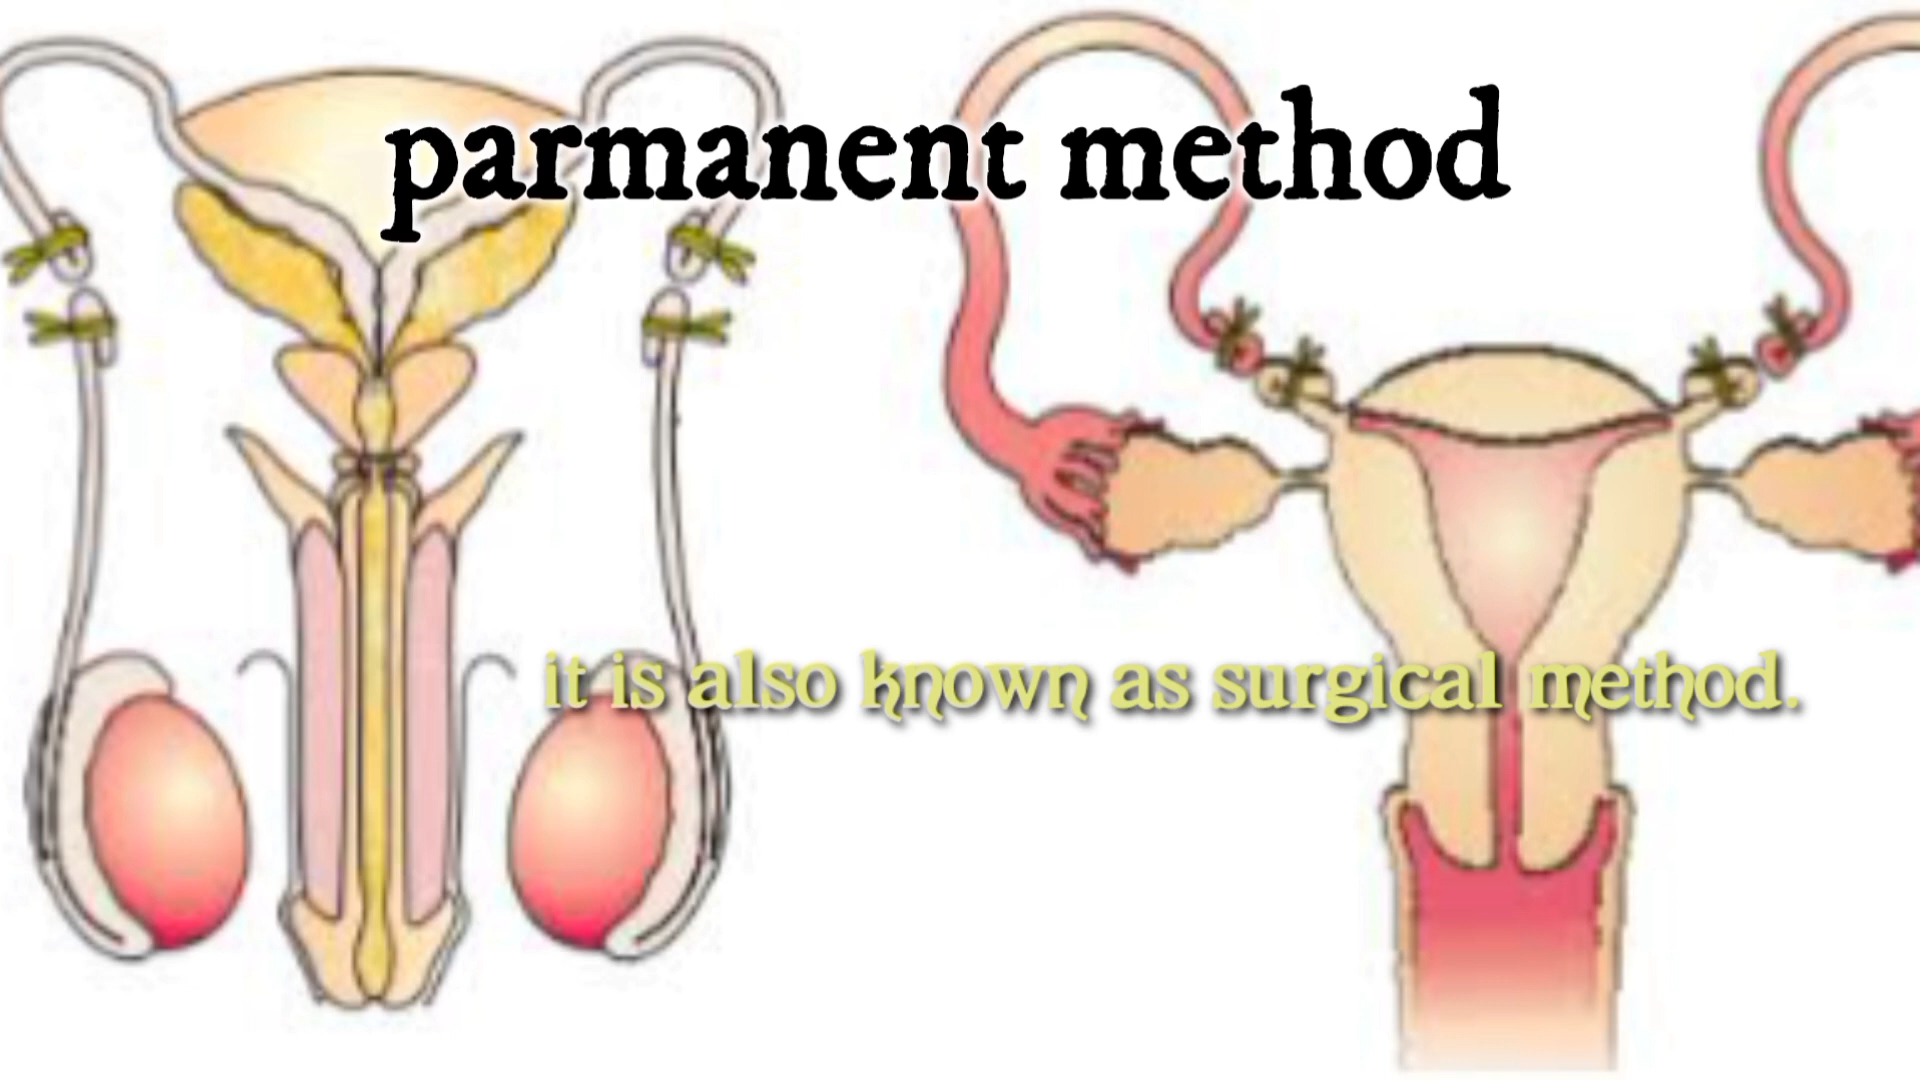 parmanent method
it is also known as surgical method.